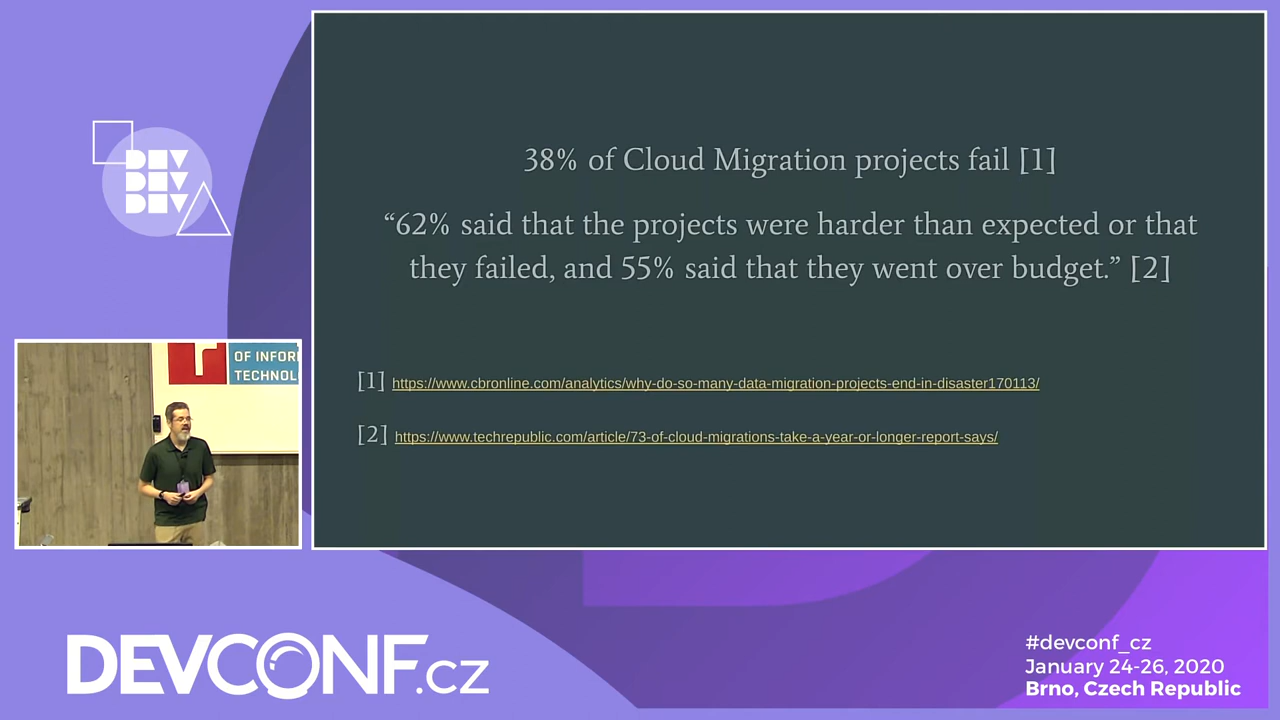 DEV
DEV
DEV
38% of Cloud Migration projects fail [1]
“62% said that the projects were harder than expected or that
they failed, and 55% said that they went over budget.” [2]
[1] https://www.cbronline.com/analytics/why-do-so-many-data-migration-projects-end-in-disaster170113/
[2] https://www.techrepublic.com/article/73-of-cloud-migrations-take-a-year-or-longer-report-says/
OF INFOR
TECHNOL
DEVCONF.cz
#devconf_cz
January 24-26, 2020
Brno, Czech Republic